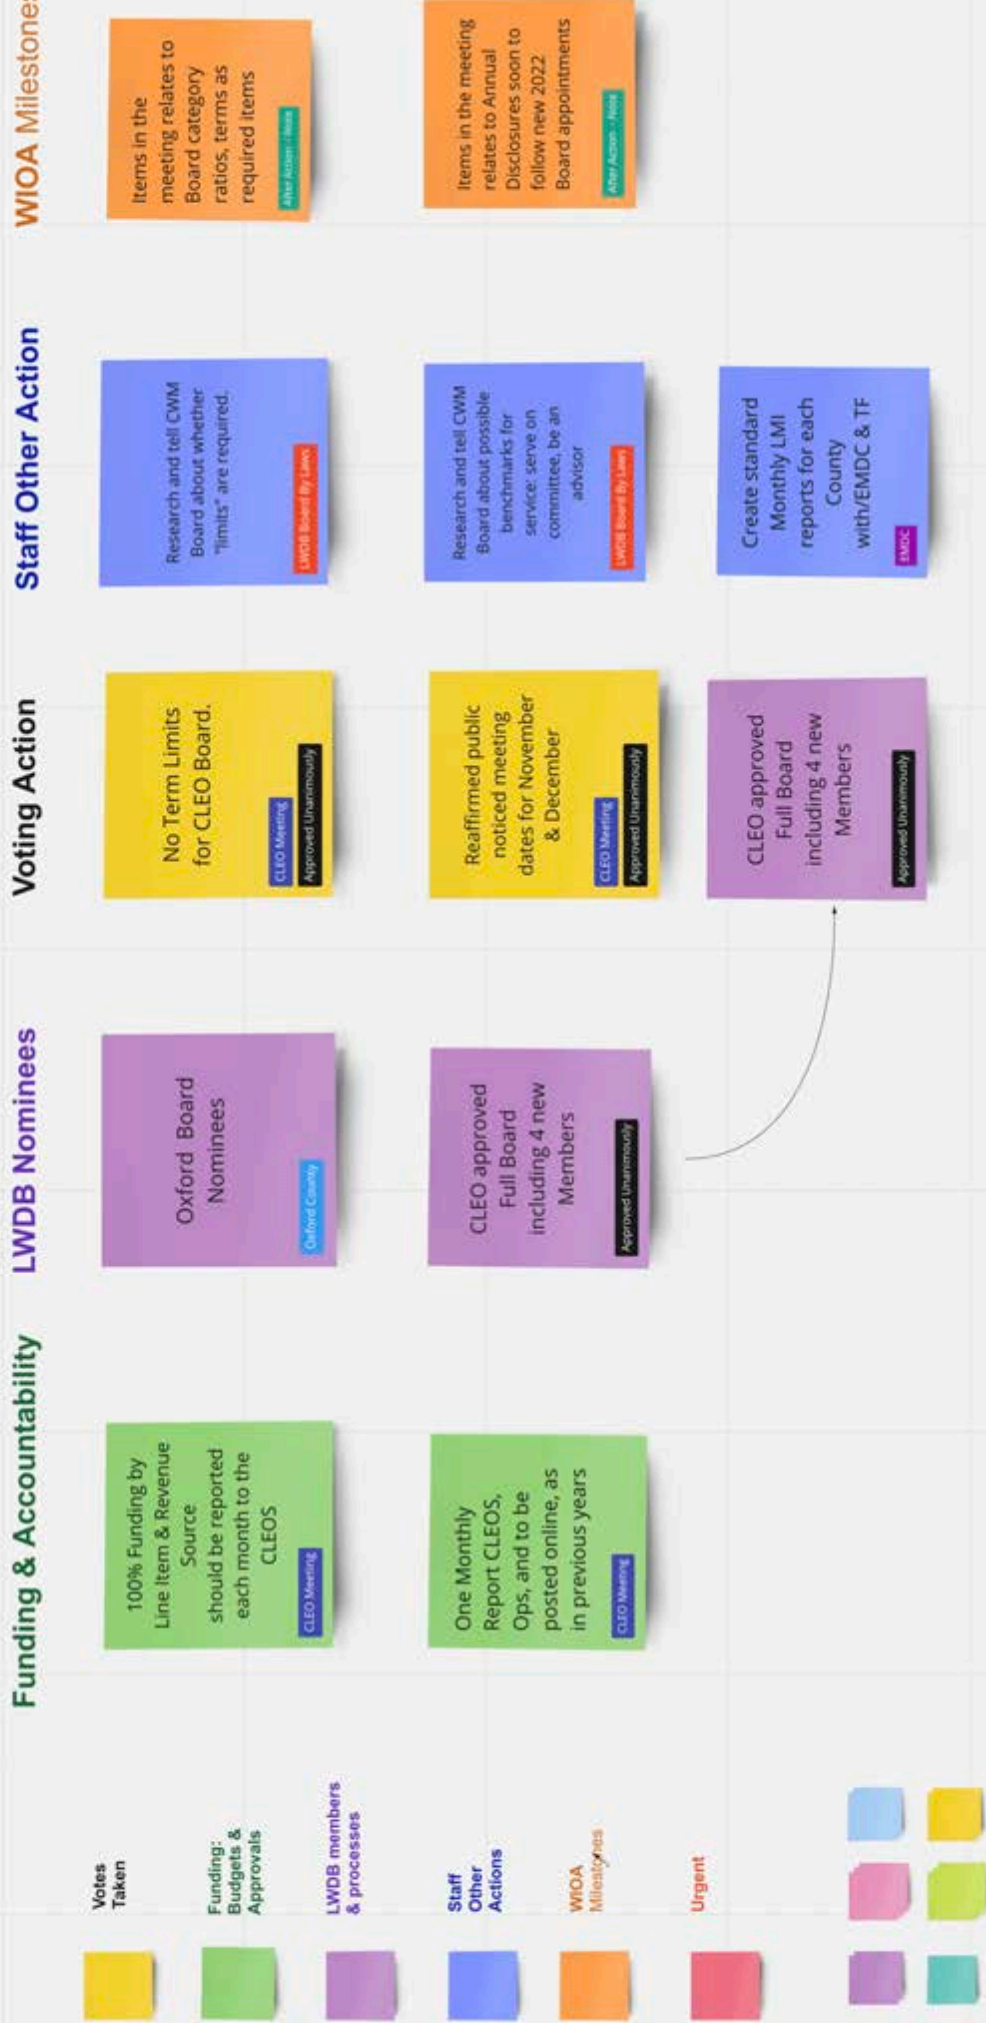 Votes
Taken
Funding:
Budgets &
Approvals
LWDB members
& processes
Staff
Other
Actions
WIOA
Milestones
Urgent
Funding & Accountability
100% Funding by
Line Item & Revenue
Source
should be reported
each month to the
CLEOS
CLEO Meeting
One Monthly
Report CLEOS,
Ops, and to be
posted online, as
in previous years
CLEO Meeting
LWDB Nominees
Oxford Board
Nominees
Oxford County
CLEO approved
Full Board
including 4 new
Members
Approved Unanimously
Voting Action
No Term Limits
for CLEO Board.
CLEO Meeting
Approved Unanimously
Reaffirmed public
noticed meeting
dates for November
& December
CLEO Meeting
Approved Unanimously
CLEO approved
Full Board
including 4 new
Members
Approved Unanimously
Staff Other Action
Research and tell CWM
Board about whether
"limits" are required.
LWDB Board By Laws
Research and tell CWM
Board about possible
benchmarks for
service: serve on
committee, be an
advisor
LWDB Board By Laws
Create standard
Monthly LMI
reports for each
County
with/EMDC & TF
EMDC
WIOA Milestones
Items in the
meeting relates to
Board category
ratios, terms as
required items
After Action - Note
Items in the meeting
relates to Annual
Disclosures soon to
follow new 2022
Board appointments
After Action - Note